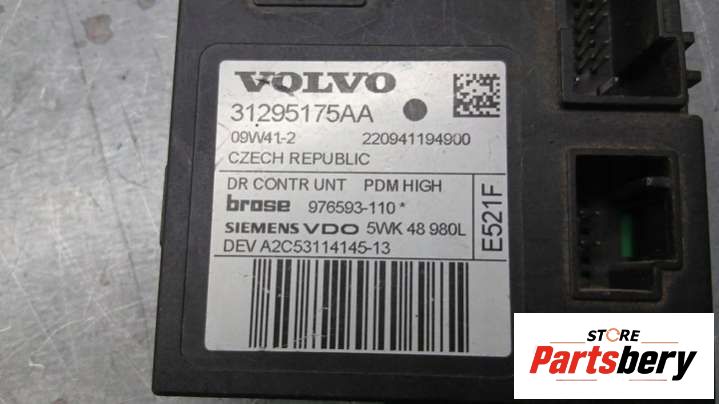 VOLVO
31295175AA
09W41-2 220941194900
CZECH REPUBLIC
DR CONTR UNT PDM HIGH
brose 976593-110*
SIEMENS VDO 5WK 48 980L
DEV A2C53114145-13
E521F
STORE
Partsbery